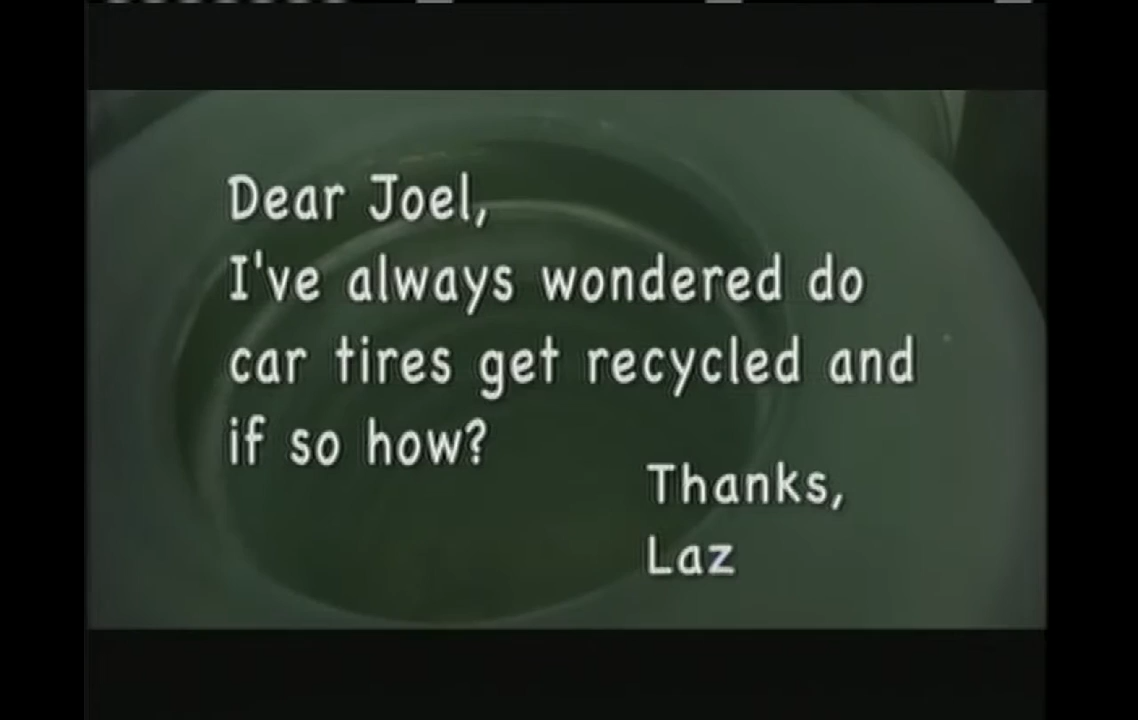 Dear Joel,
I've always wondered do
car tires get recycled and
if so how?
Thanks,
Laz